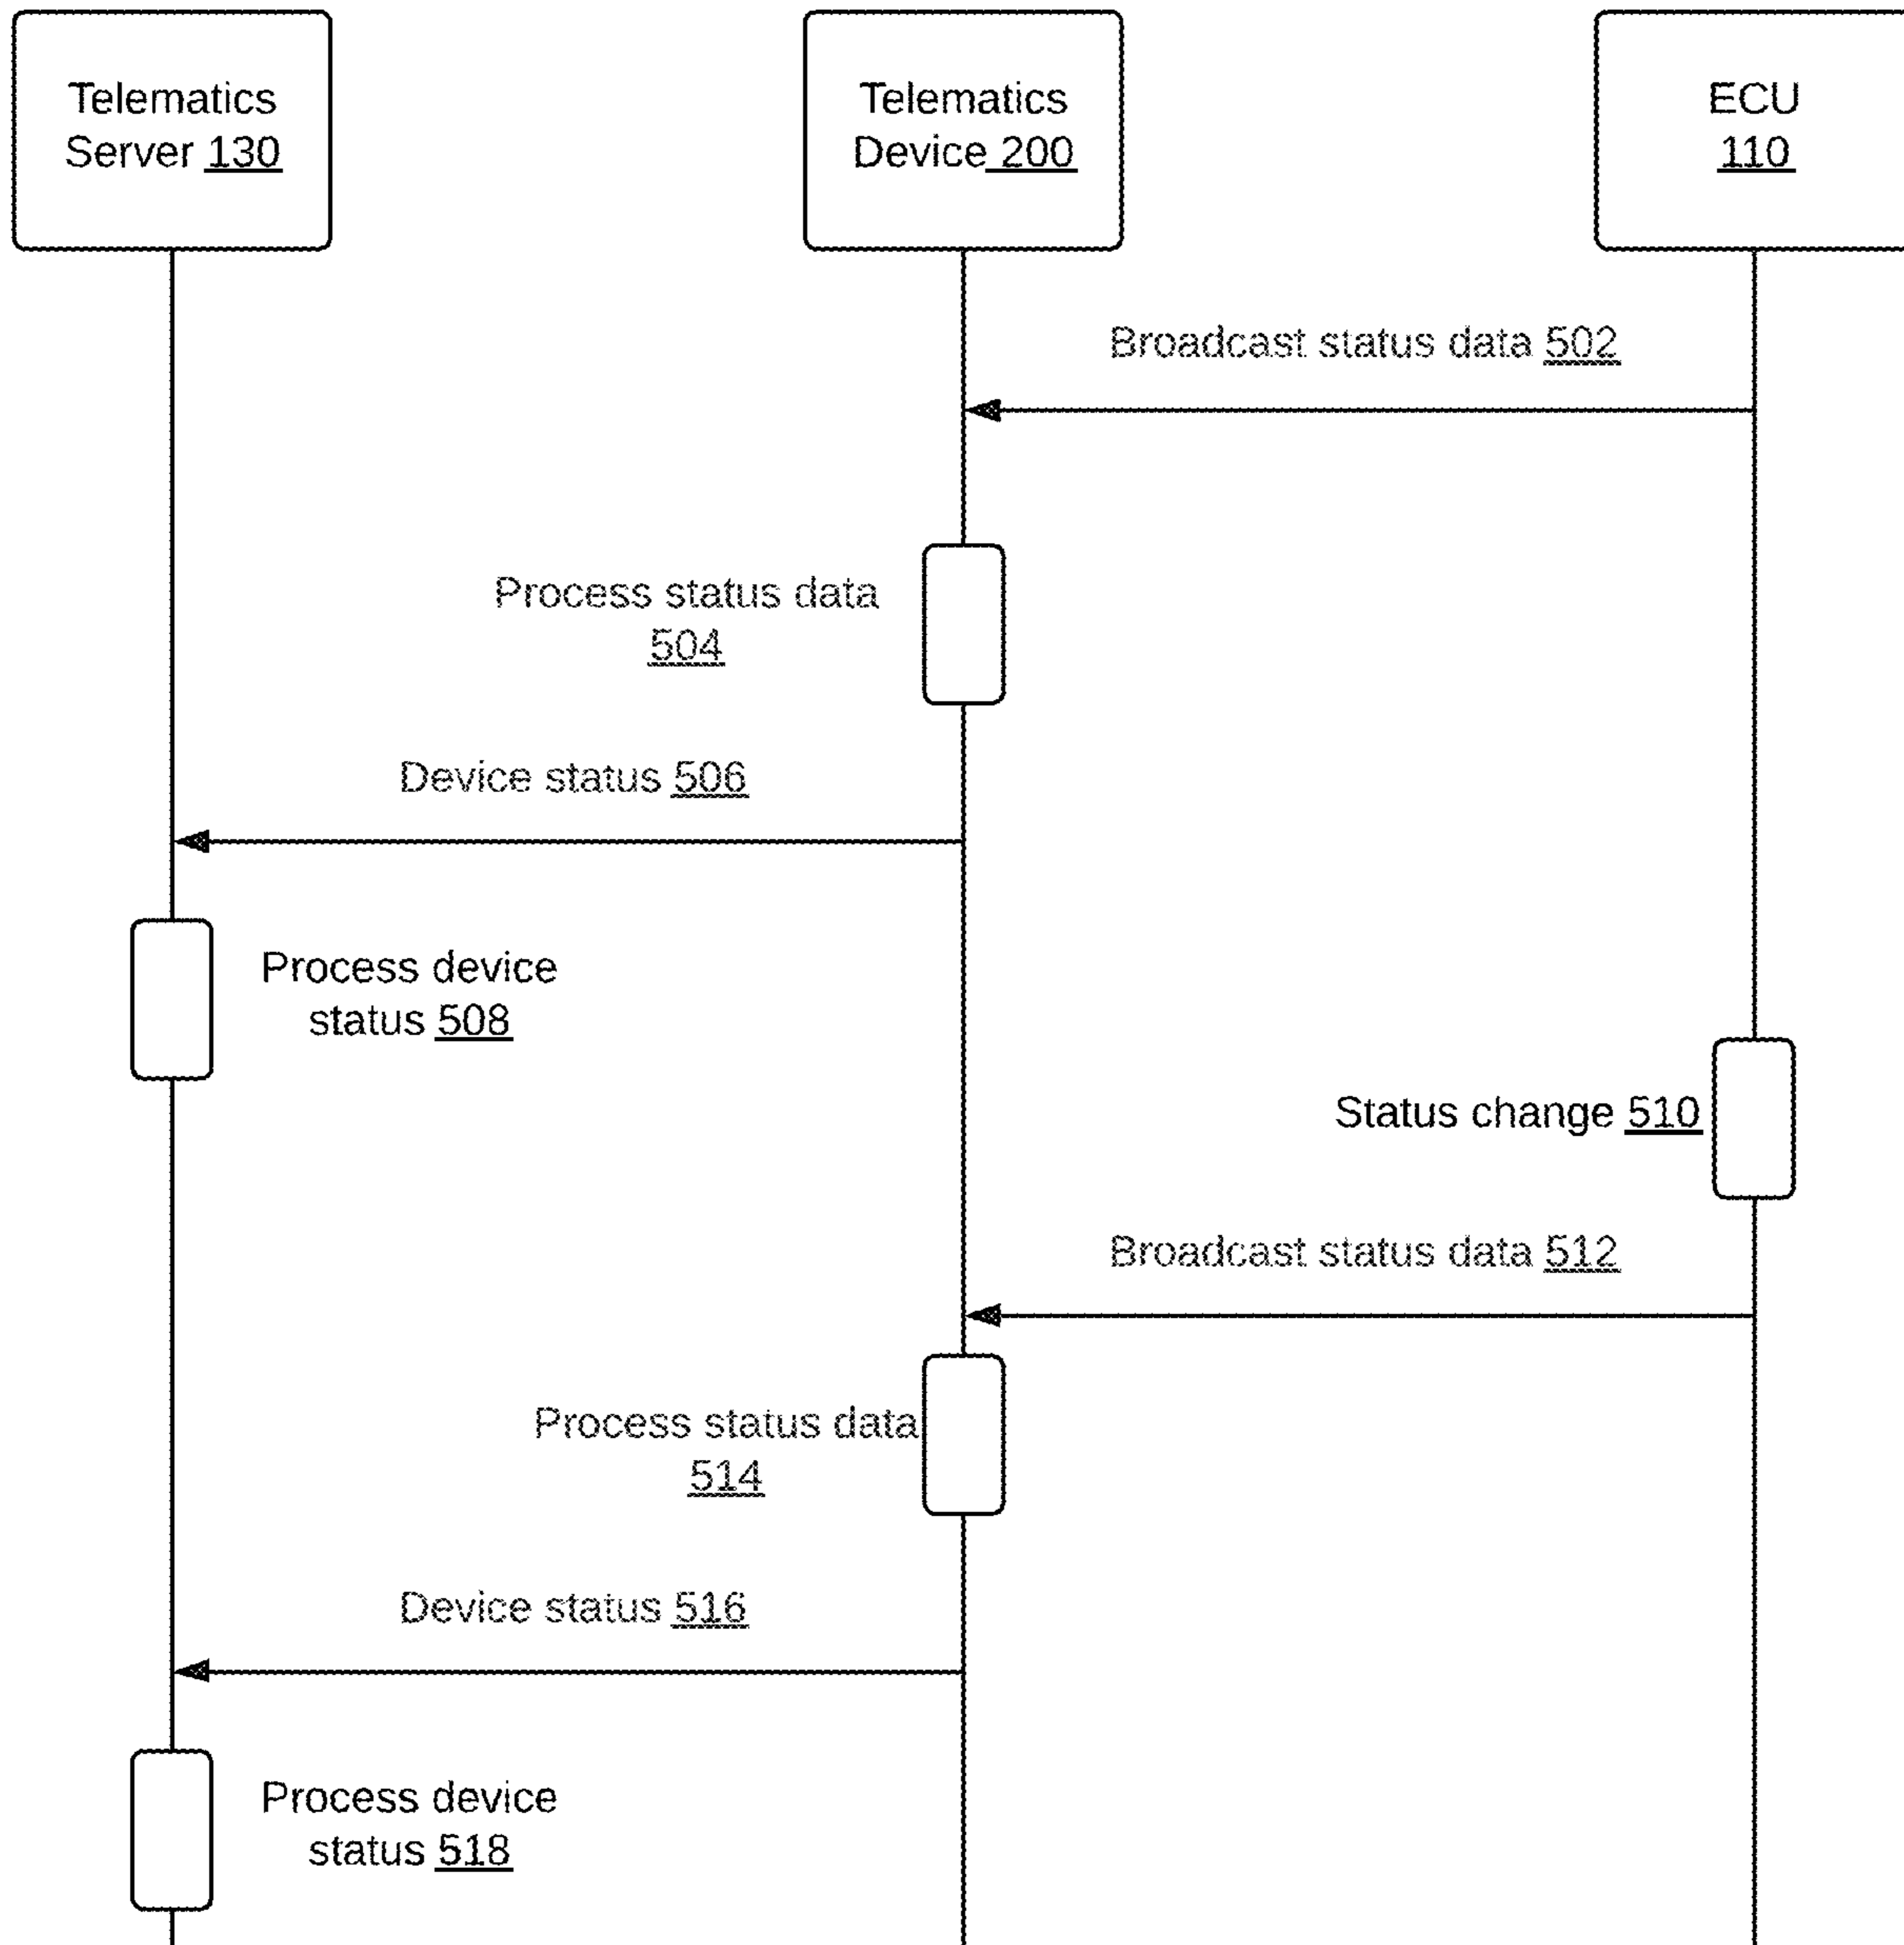 Telematics
Server 130
Telematics
Device 200
ECU
110
Broadcast status data 502
Process status data
504
Device status 506
Process device
status 508
Status change 510
Broadcast status data 512
Process status data
514
Device status 516
Process device
status 518